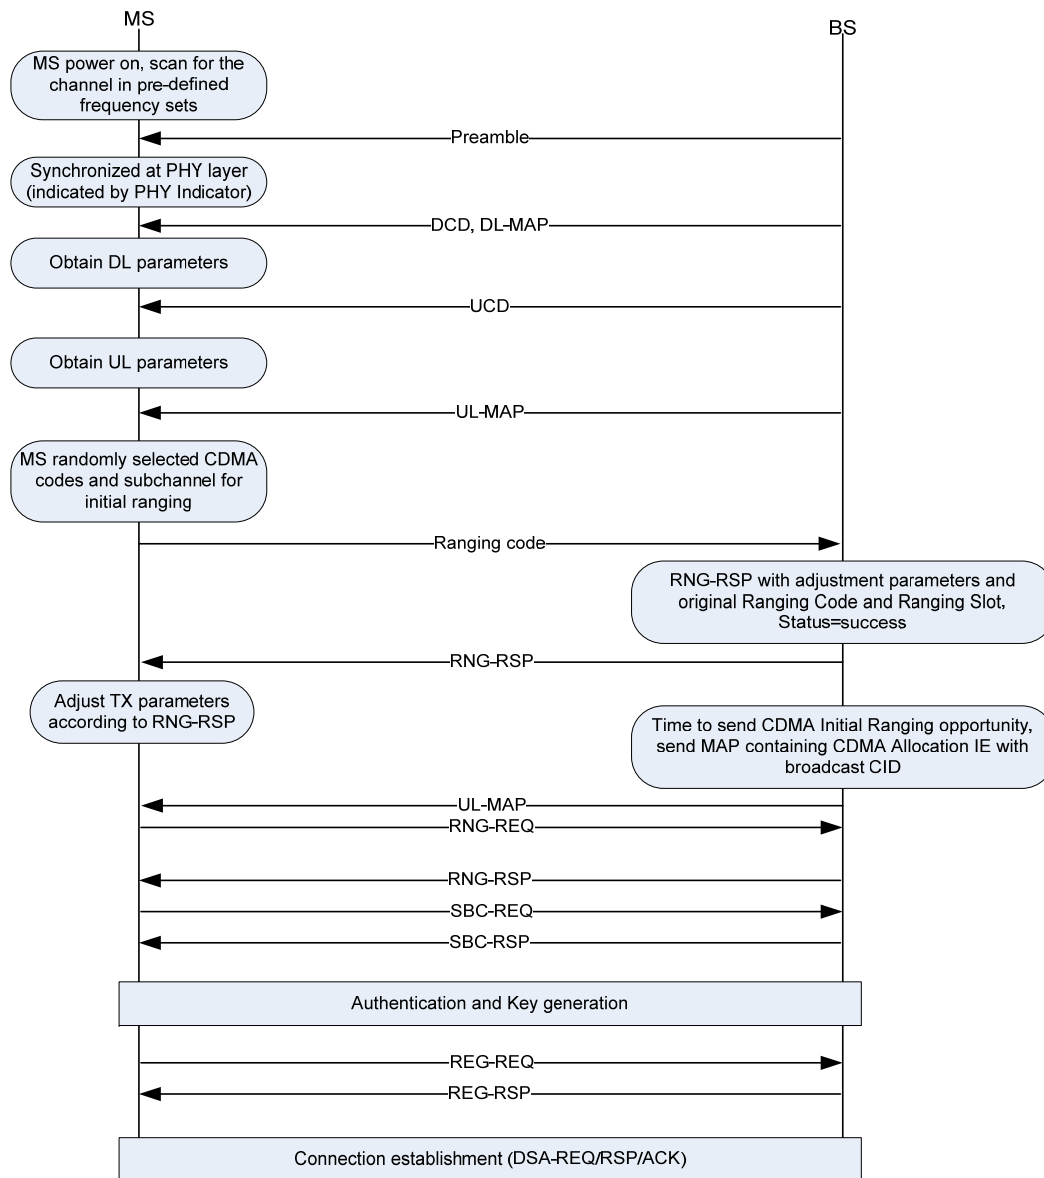 MS
BS
MS power on, scan for the
channel in pre-defined
frequency sets
Preamble
Synchronized at PHY layer
(indicated by PHY Indicator)
DCD, DL-MAP
Obtain DL parameters
UCD
Obtain UL parameters
UL-MAP
MS randomly selected CDMA
codes and subchannel for
initial ranging
Ranging code
RNG-RSP with adjustment parameters and
original Ranging Code and Ranging Slot,
Status=success
RNG-RSP
Adjust TX parameters
according to RNG-RSP
Time to send CDMA Initial Ranging opportunity,
send MAP containing CDMA Allocation IE with
broadcast CID
UL-MAP
RNG-REQ
RNG-RSP
SBC-REQ
SBC-RSP
Authentication and Key generation
REG-REQ
REG-RSP
Connection establishment (DSA-REQ/RSP/ACK)